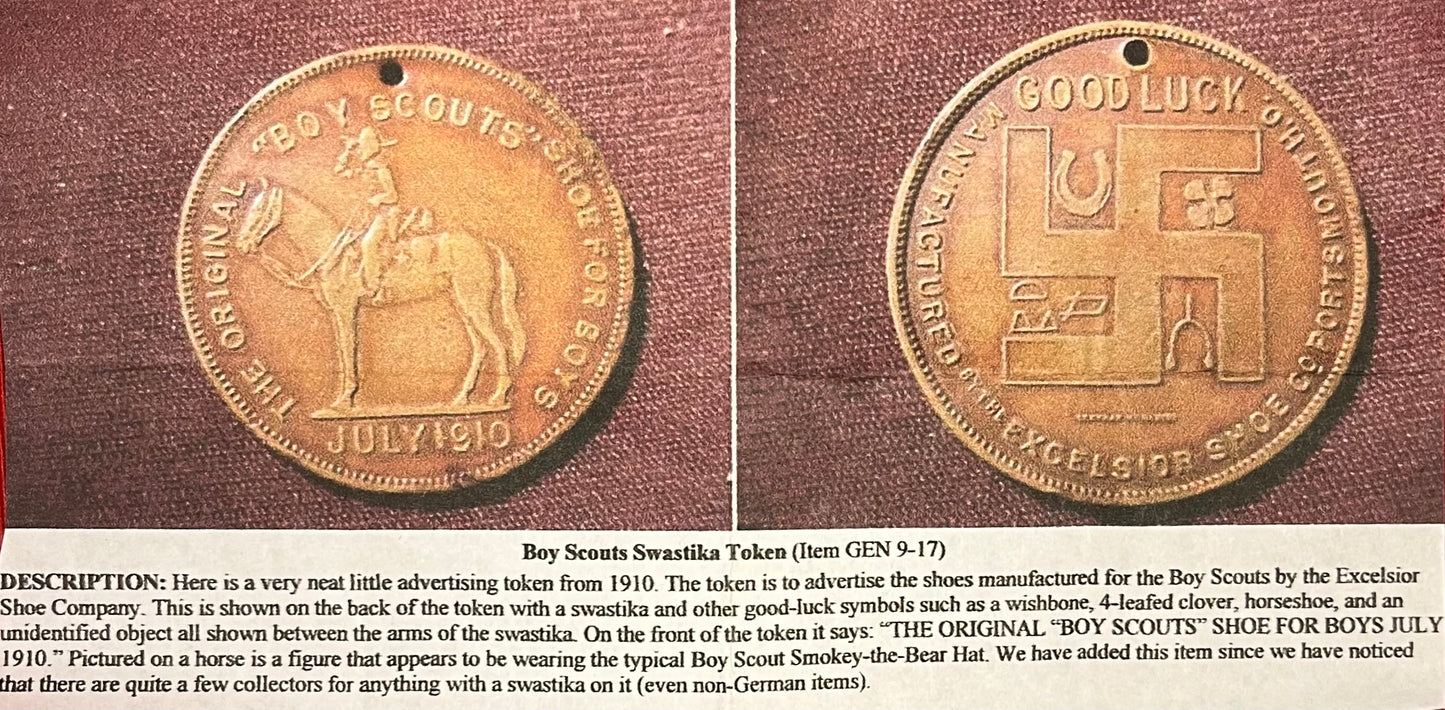 THE ORIGINAL "BOY SCOUTS" SHOE FOR BOYS
JULY 1910
GOOD LUCK
MANUFACTURED BY THE EXCELSIOR SHOE CO PORTSMOUTH O.
Boy Scouts Swastika Token (Item GEN 9-17)
DESCRIPTION: Here is a very neat little advertising token from 1910. The token is to advertise the shoes manufactured for the Boy Scouts by the Excelsior
Shoe Company. This is shown on the back of the token with a swastika and other good-luck symbols such as a wishbone, 4-leafed clover, horseshoe, and an
unidentified object all shown between the arms of the swastika. On the front of the token it says: “THE ORIGINAL “BOY SCOUTS” SHOE FOR BOYS JULY
1910.” Pictured on a horse is a figure that appears to be wearing the typical Boy Scout Smokey-the-Bear Hat. We have added this item since we have noticed
that there are quite a few collectors for anything with a swastika on it (even non-German items).